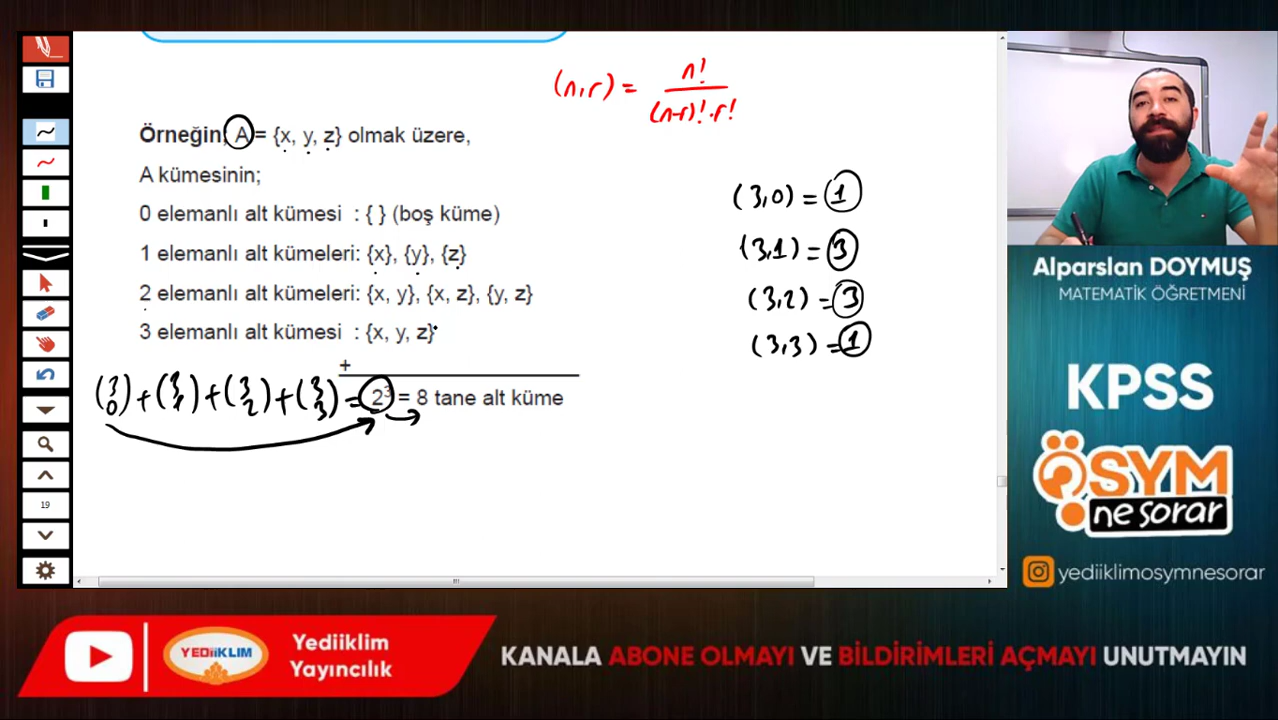 (n,r) = n! / (n-r)!.r!
Örneğin; A = {x, y, z} olmak üzere,
A kümesinin;
0 elemanlı alt kümesi : { } (boş küme)
1 elemanlı alt kümeleri: {x}, {y}, {z}
2 elemanlı alt kümeleri: {x, y}, {x, z}, {y, z}
3 elemanlı alt kümesi : {x, y, z}
+
(3 0) + (3 1) + (3 2) + (3 3) = 2³ = 8 tane alt küme
(3,0) = 1
(3,1) = 3
(3,2) = 3
(3,3) = 1
19
Alparslan DOYMUŞ
MATEMATİK ÖĞRETMENİ
KPSS
ÖSYM
ne sorar
yediiklimosymnesorar
YEDİİKLİM
Yediiklim
Yayıncılık
KANALA ABONE OLMAYI VE BİLDİRİMLERİ AÇMAYI UNUTMAYIN